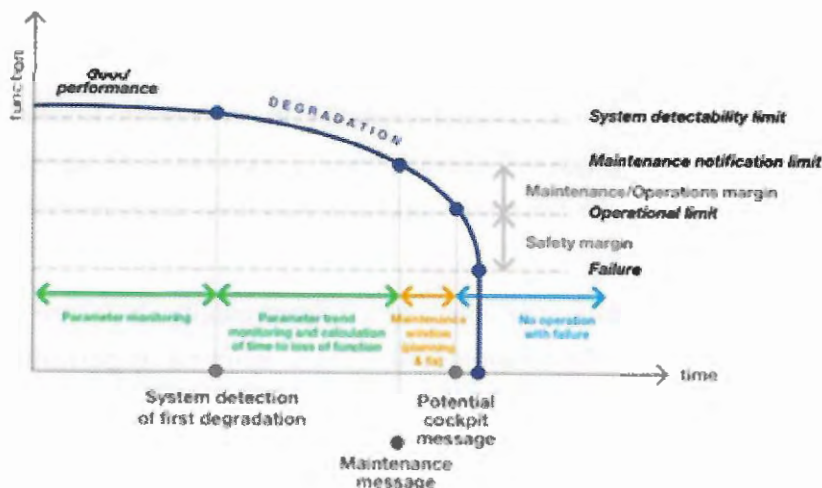 function
Good
performance
DEGRADATION
System detectability limit
Maintenance notification limit
Maintenance/Operations margin
Operational limit
Safety margin
Failure
Parameter monitoring
Parameter trend
monitoring and calculation
of time to loss of function
Maintenance
window
(planning
& fix)
No operation
with failure
time
System detection
of first degradation
Potential
cockpit
message
Maintenance
message